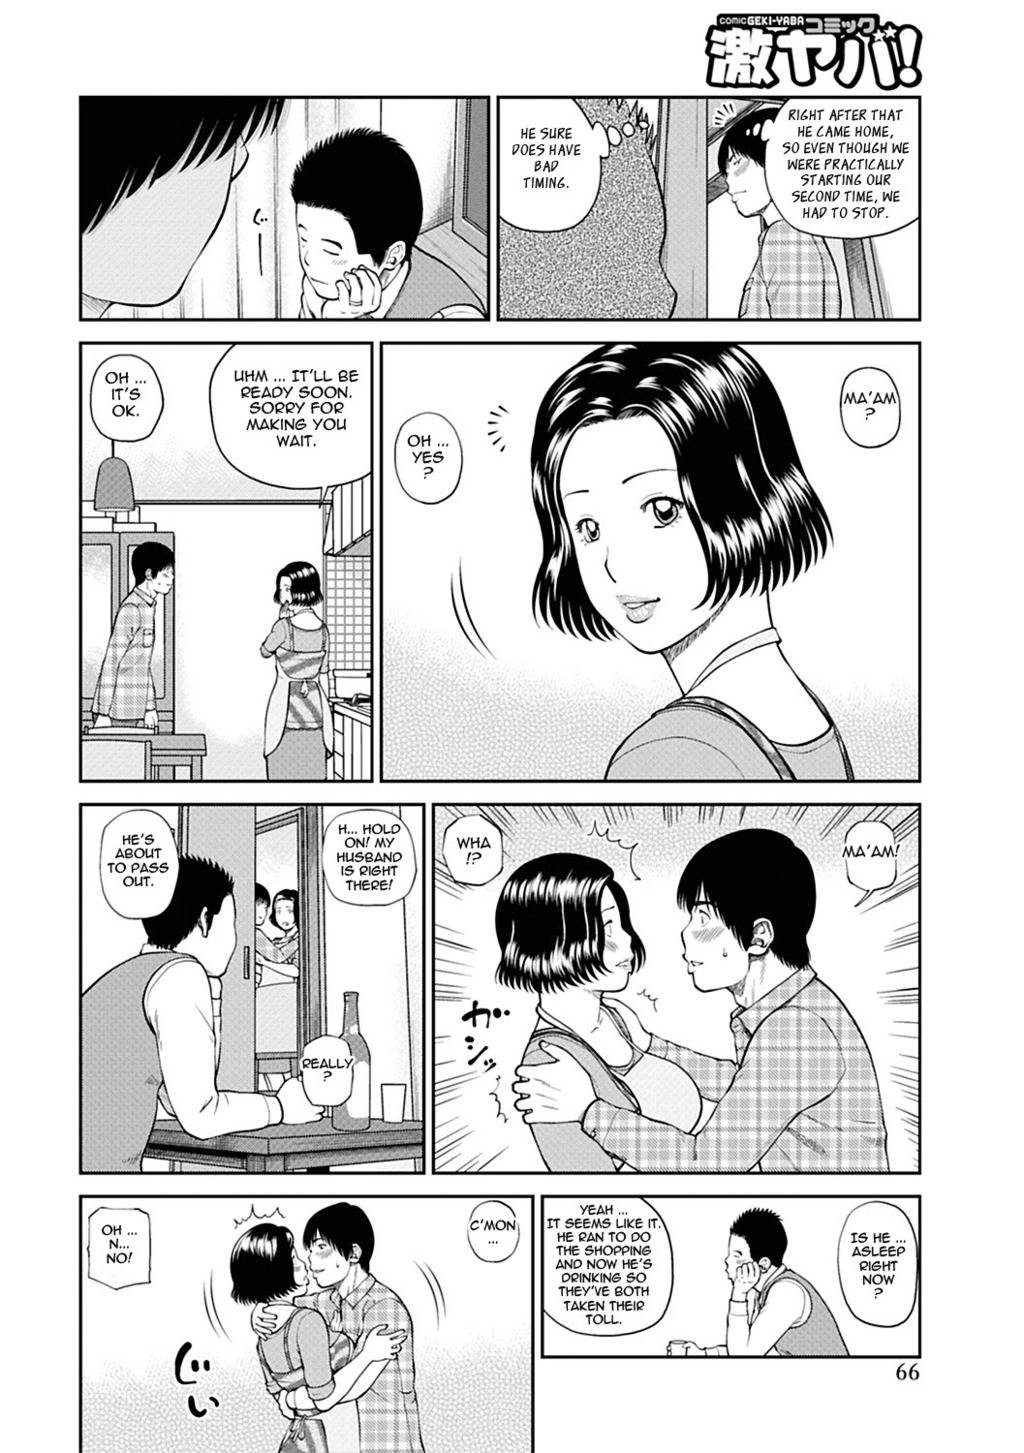 COMIC GEKI-YABA コミック
激ヤバ!
RIGHT AFTER THAT
HE CAME HOME,
SO EVEN THOUGH WE
WERE PRACTICALLY
STARTING OUR
SECOND TIME, WE
HAD TO STOP.
HE SURE
DOES HAVE
BAD
TIMING.
じー
MA'AM
?
OH ...
YES
?
UHM ... IT'LL BE
READY SOON.
SORRY FOR
MAKING YOU
WAIT.
OH ...
IT'S
OK.
MA'AM!
WHA
!?
ガシッ
H... HOLD
ON! MY
HUSBAND
IS RIGHT
THERE!
HE'S
ABOUT
TO PASS
OUT.
REALLY
?
IS HE ...
ASLEEP
RIGHT
NOW
?
YEAH ...
IT SEEMS LIKE IT.
HE RAN TO DO
THE SHOPPING
AND NOW HE'S
DRINKING SO
THEY'VE BOTH
TAKEN THEIR
TOLL.
C'MON
...
OH ...
N...
NO!
ぐい
66